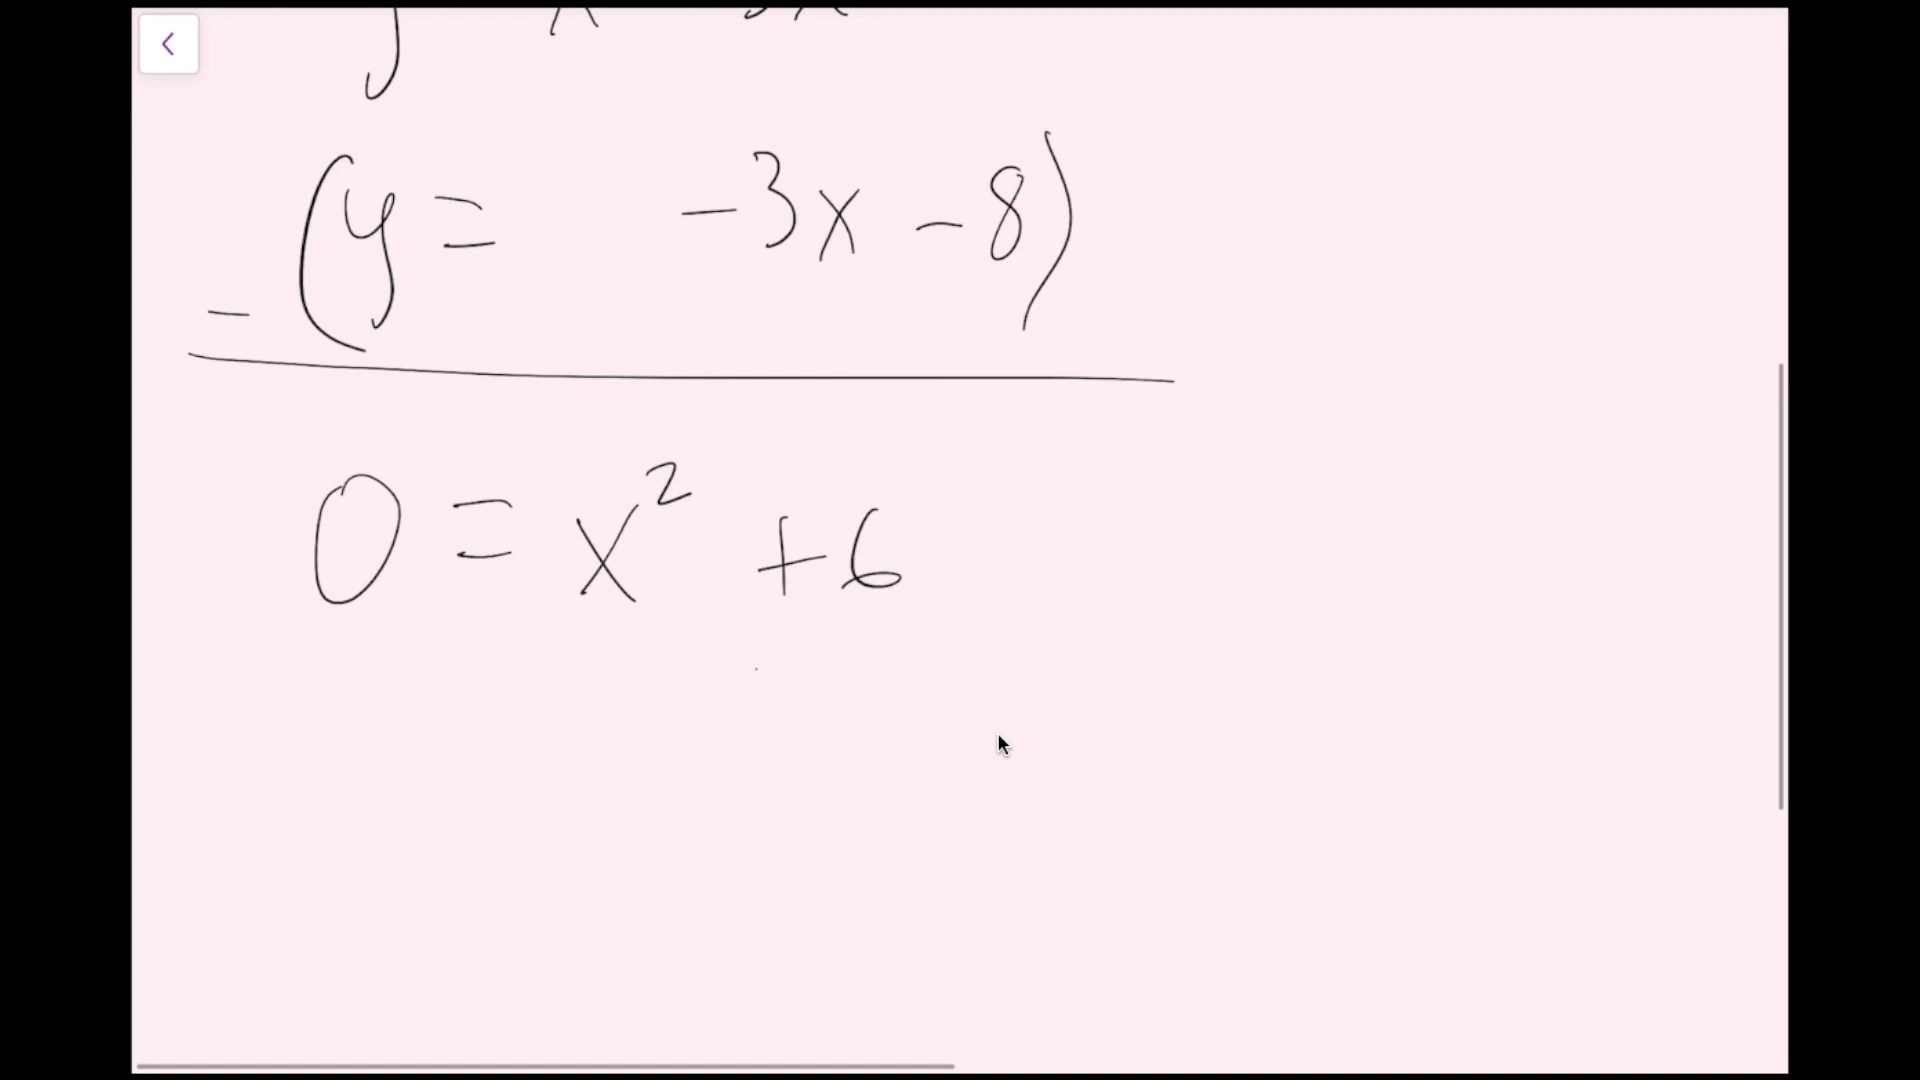 (y = -3x - 8)
-
0 = x² + 6